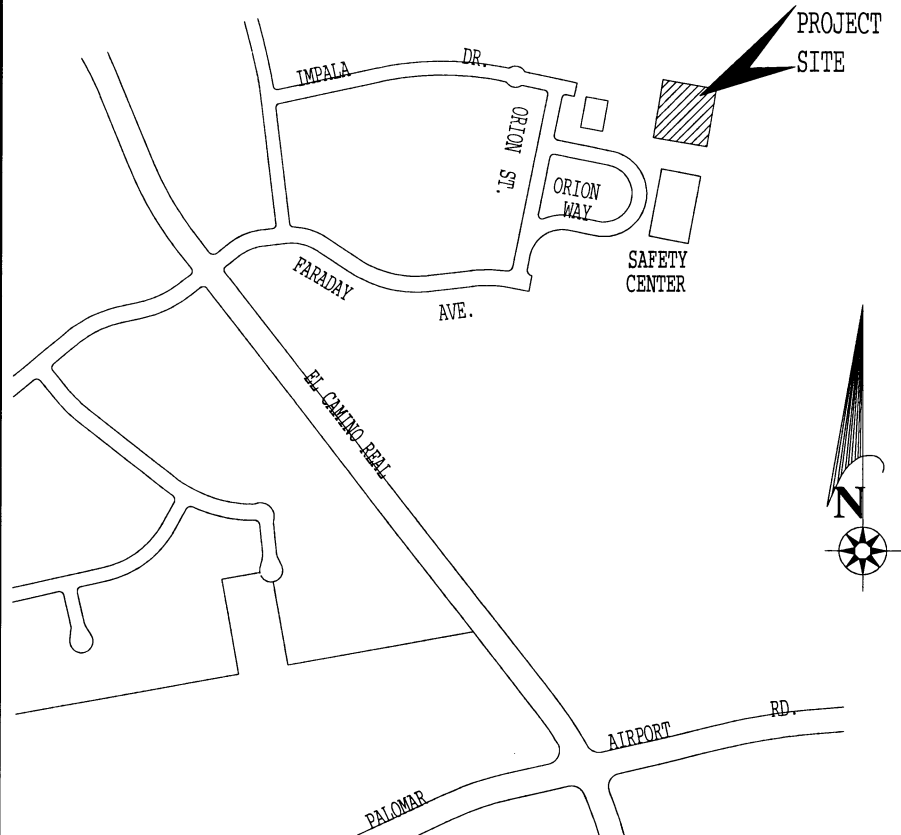 PROJECT
SITE
IMPALA DR.
ORION ST.
ORION
WAY
SAFETY
CENTER
FARADAY AVE.
EL CAMINO REAL
N
PALOMAR AIRPORT RD.